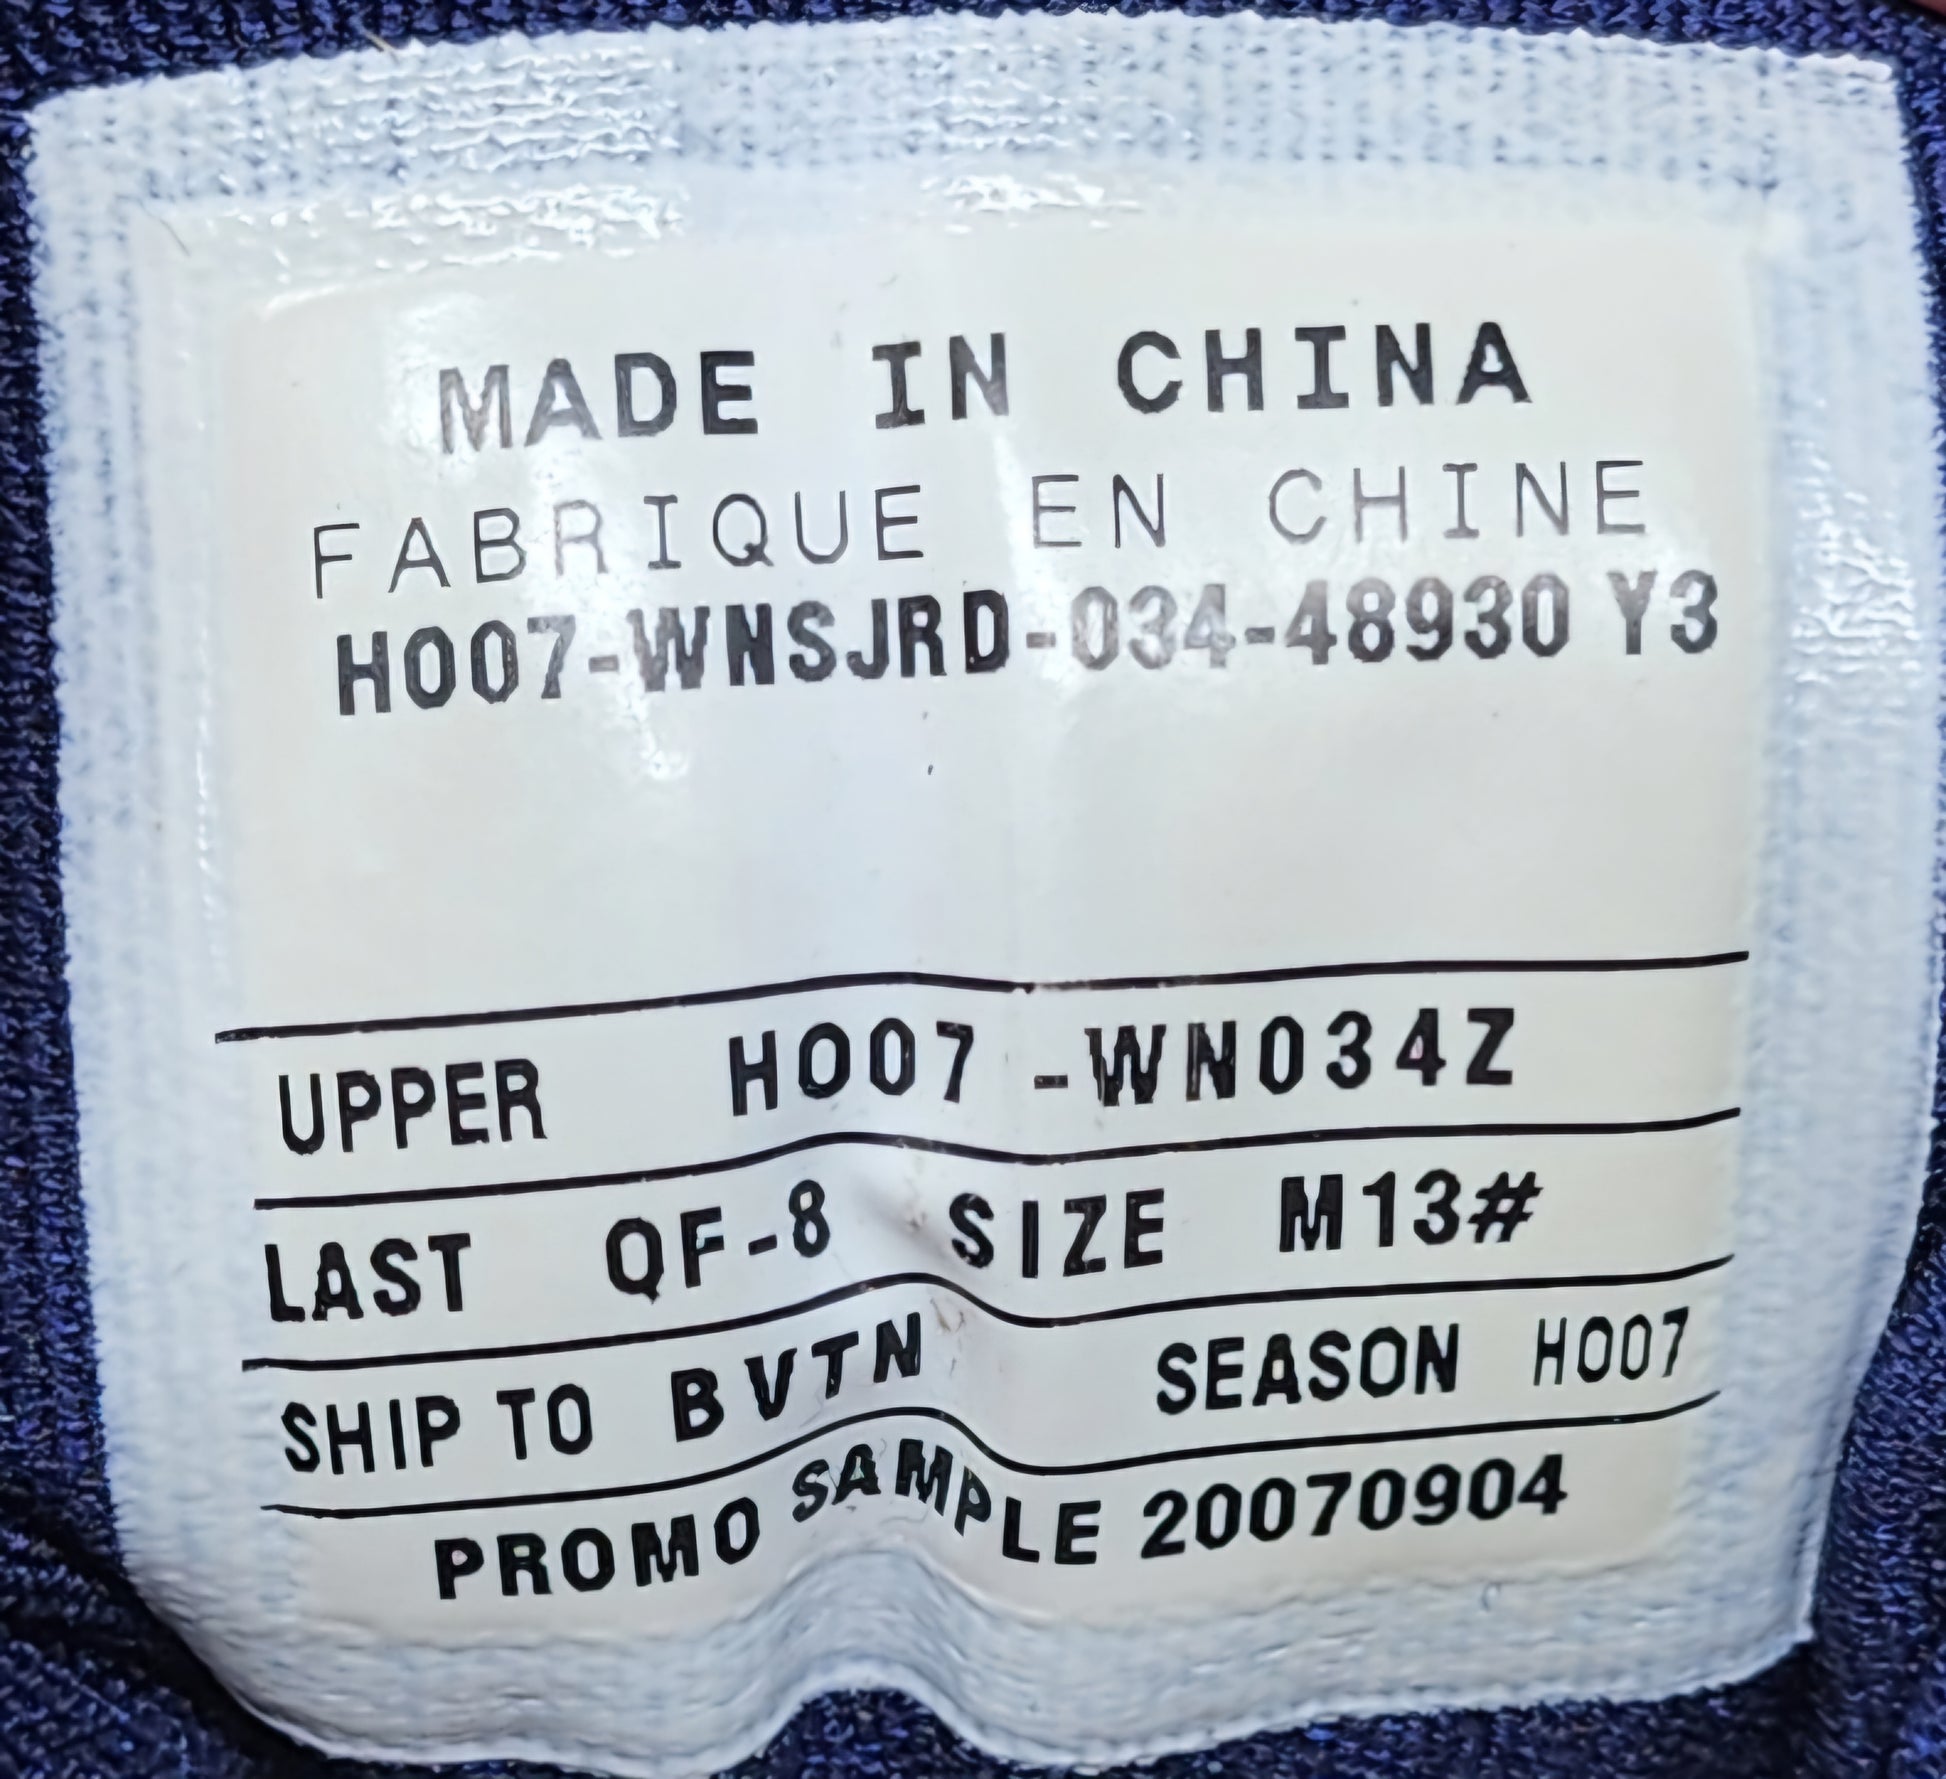 MADE IN CHINA
FABRIQUE EN CHINE
HO07-WNSJRD-034-48930 Y3
UPPER HO07 -WN034Z
LAST QF-8 SIZE M13#
SHIP TO BVTN SEASON HO07
PROMO SAMPLE 20070904